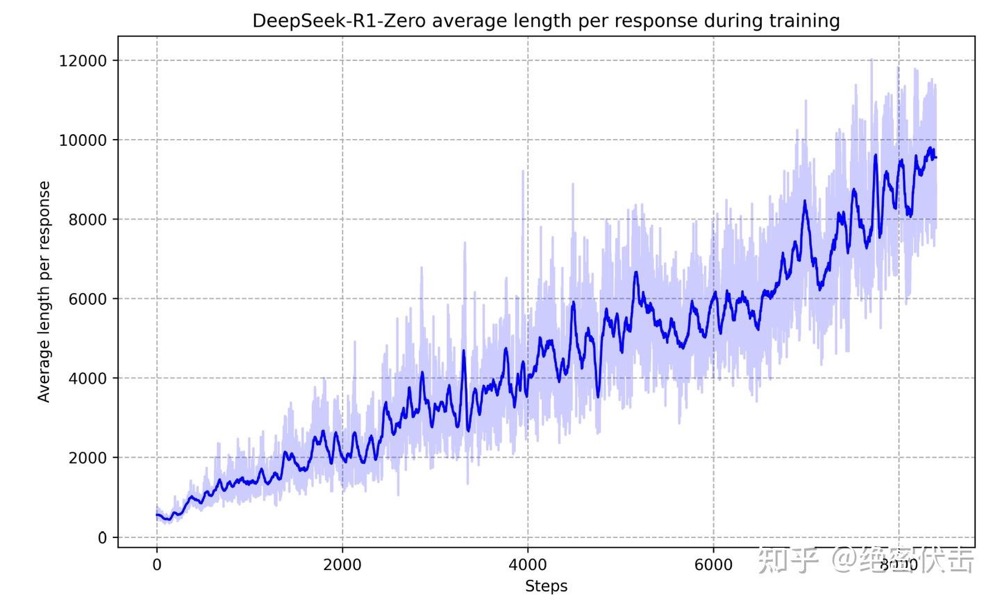 DeepSeek-R1-Zero average length per response during training
12000
10000
8000
6000
4000
2000
0
Average length per response
0 2000 4000 6000 8000
Steps
知乎 @绝密伏击